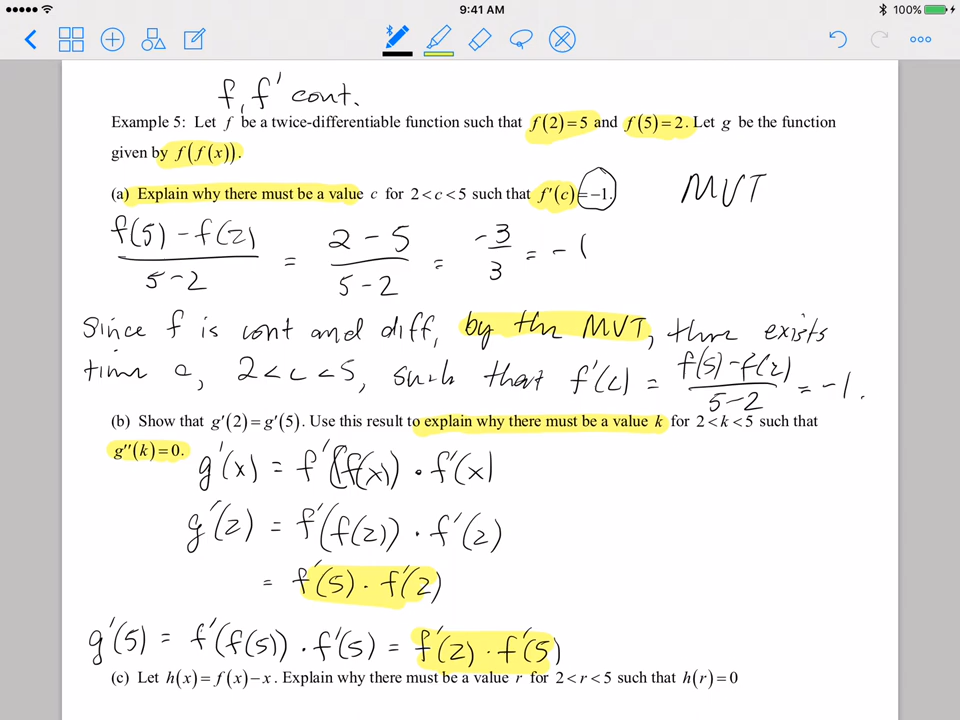 9:41 AM
100%
f, f' cont.
Example 5: Let f be a twice-differentiable function such that f(2)=5 and f(5)=2. Let g be the function
given by f(f(x)).
(a) Explain why there must be a value c for 2<c<5 such that f'(c)=−1.
MVT
f(5)−f(2)/5−2 = 2−5/5−2 = −3/3 = −1
Since f is cont and diff, by the MVT, there exists
time c, 2<c<5, such that f'(c) = f(5)−f(2)/5−2 = −1.
(b) Show that g'(2)=g'(5). Use this result to explain why there must be a value k for 2<k<5 such that
g''(k)=0.
g'(x) = f'(f(x)) · f'(x)
g'(2) = f'(f(2)) · f'(2)
= f'(5) · f'(2)
g'(5) = f'(f(5)) · f'(5) = f'(2) · f'(5)
(c) Let h(x)=f(x)−x. Explain why there must be a value r for 2<r<5 such that h(r)=0